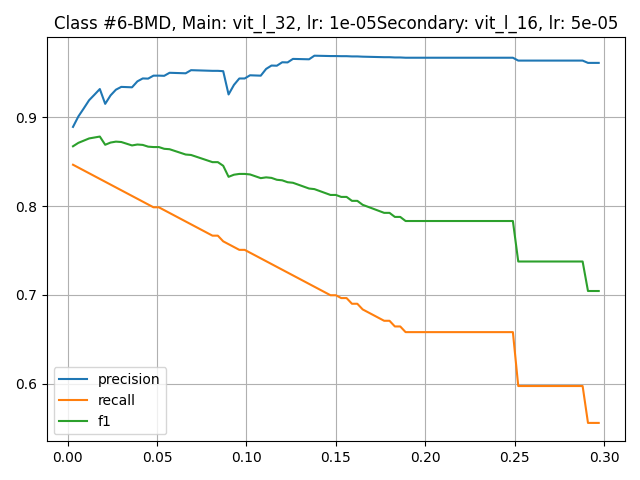 Class #6-BMD, Main: vit_l_32, lr: 1e-05Secondary: vit_l_16, lr: 5e-05
0.9
0.8
0.7
0.6
precision
recall
f1
0.00 0.05 0.10 0.15 0.20 0.25 0.30